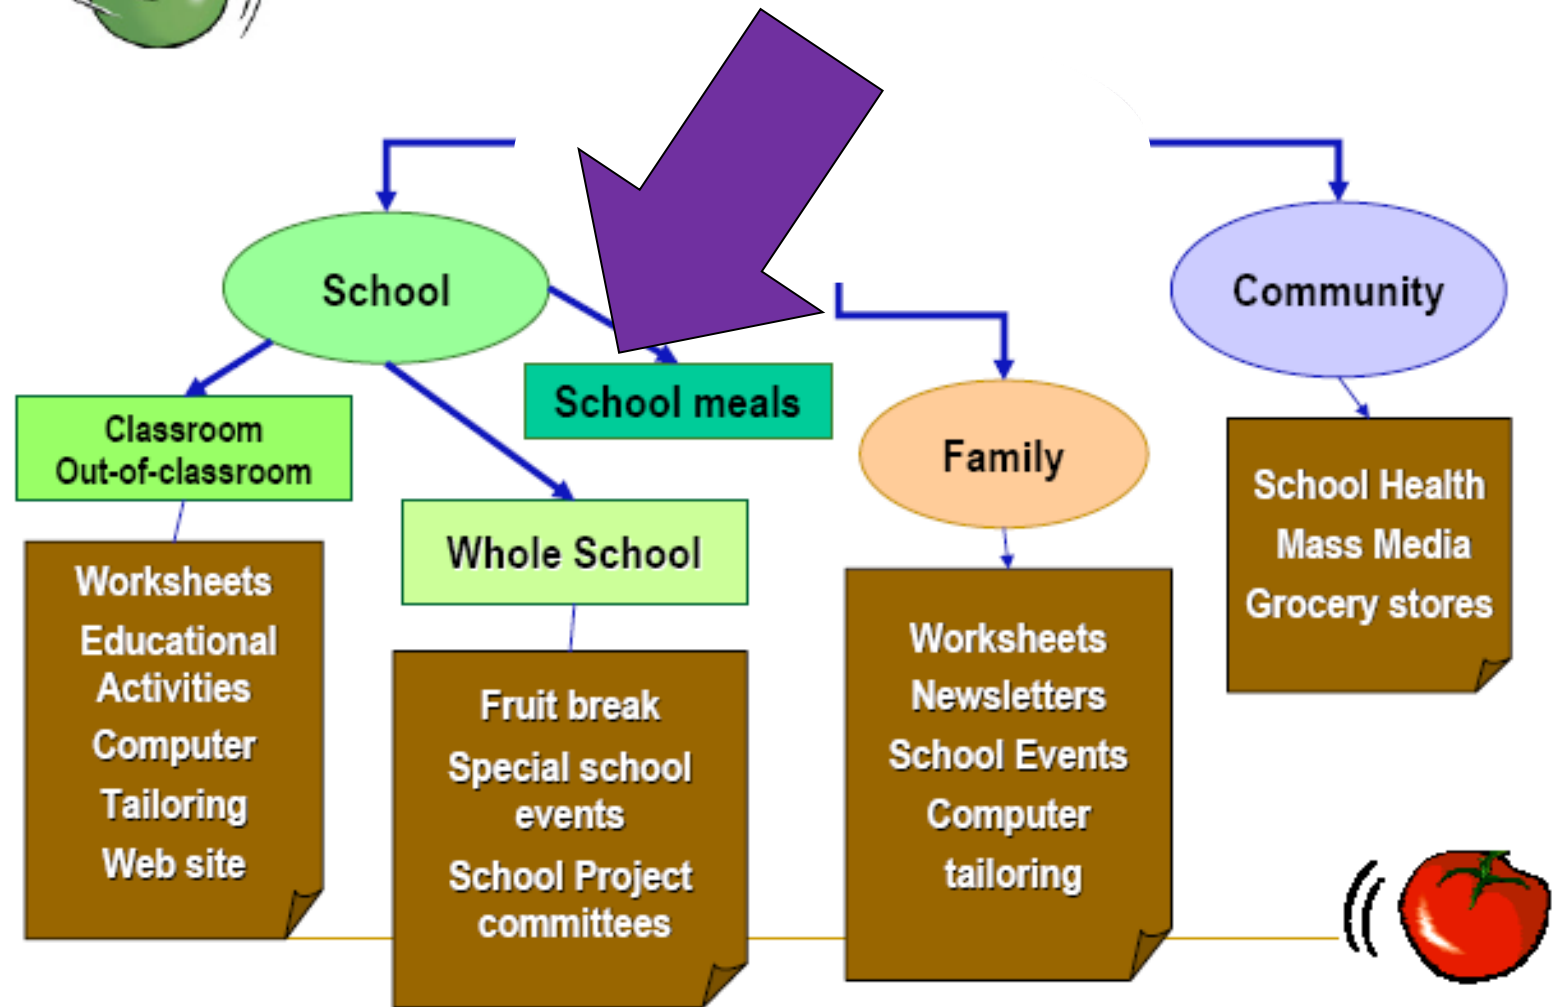 School
Community
School meals
Classroom
Out-of-classroom
Family
Whole School
Worksheets
Educational
Activities
Computer
Tailoring
Web site
Fruit break
Special school
events
School Project
committees
Worksheets
Newsletters
School Events
Computer
tailoring
School Health
Mass Media
Grocery stores